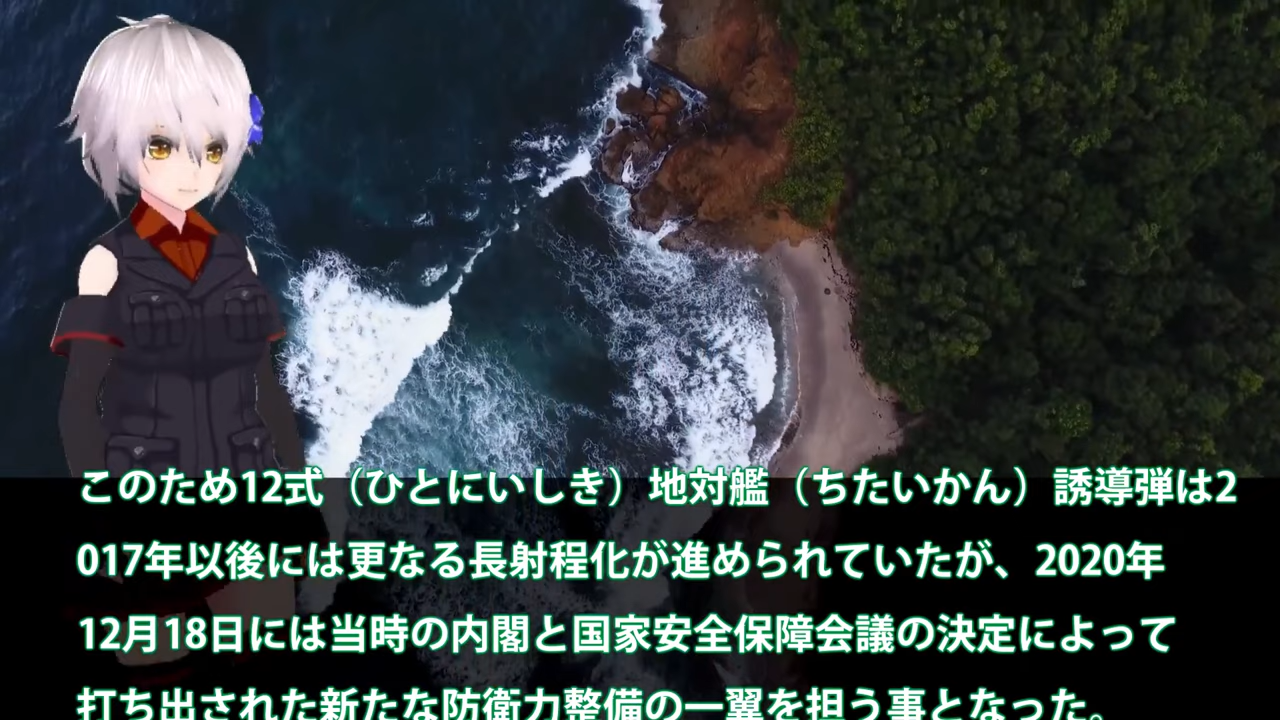 このため12式（ひとにいしき）地対艦（ちたいかん）誘導弾は2
017年以後には更なる長射程化が進められていたが、2020年
12月18日には当時の内閣と国家安全保障会議の決定によって
打ち出された新たな防衛力整備の一翼を担う事となった。